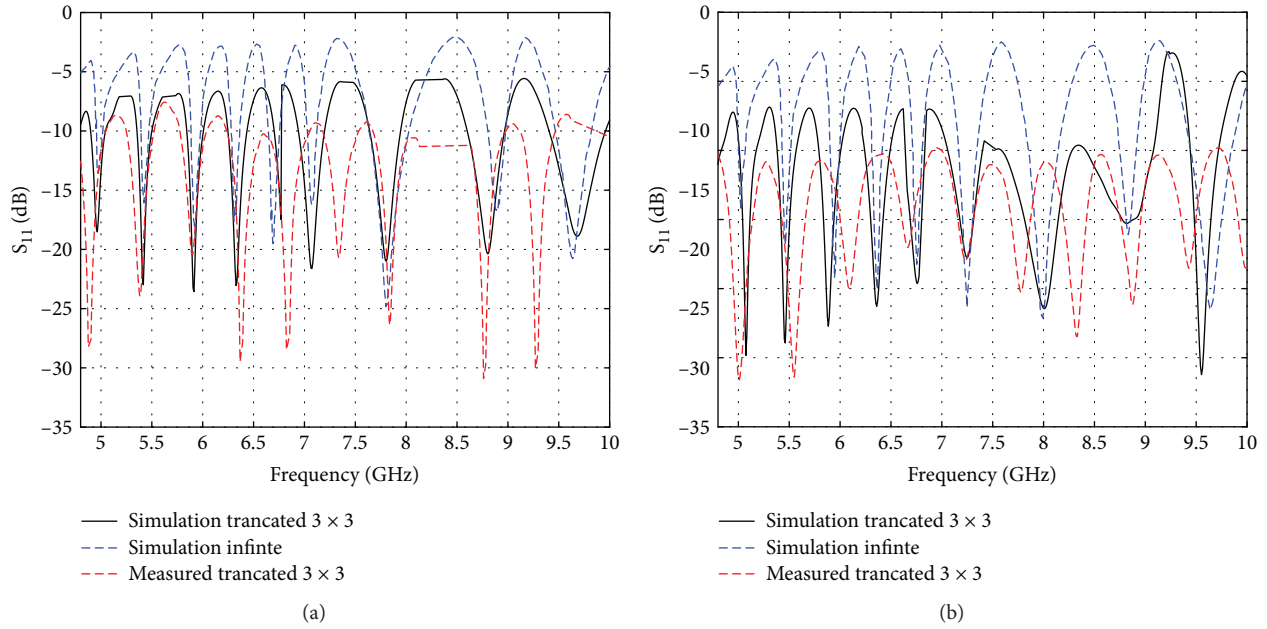 0
−5
−10
−15
−20
−25
−30
−35
S11 (dB)
5 5.5 6 6.5 7 7.5 8 8.5 9 9.5 10
Frequency (GHz)
Simulation trancated 3 × 3
Simulation infinte
Measured trancated 3 × 3
(a)
0
−5
−10
−15
−20
−25
−30
−35
S11 (dB)
5 5.5 6 6.5 7 7.5 8 8.5 9 9.5 10
Frequency (GHz)
Simulation trancated 3 × 3
Simulation infinte
Measured trancated 3 × 3
(b)